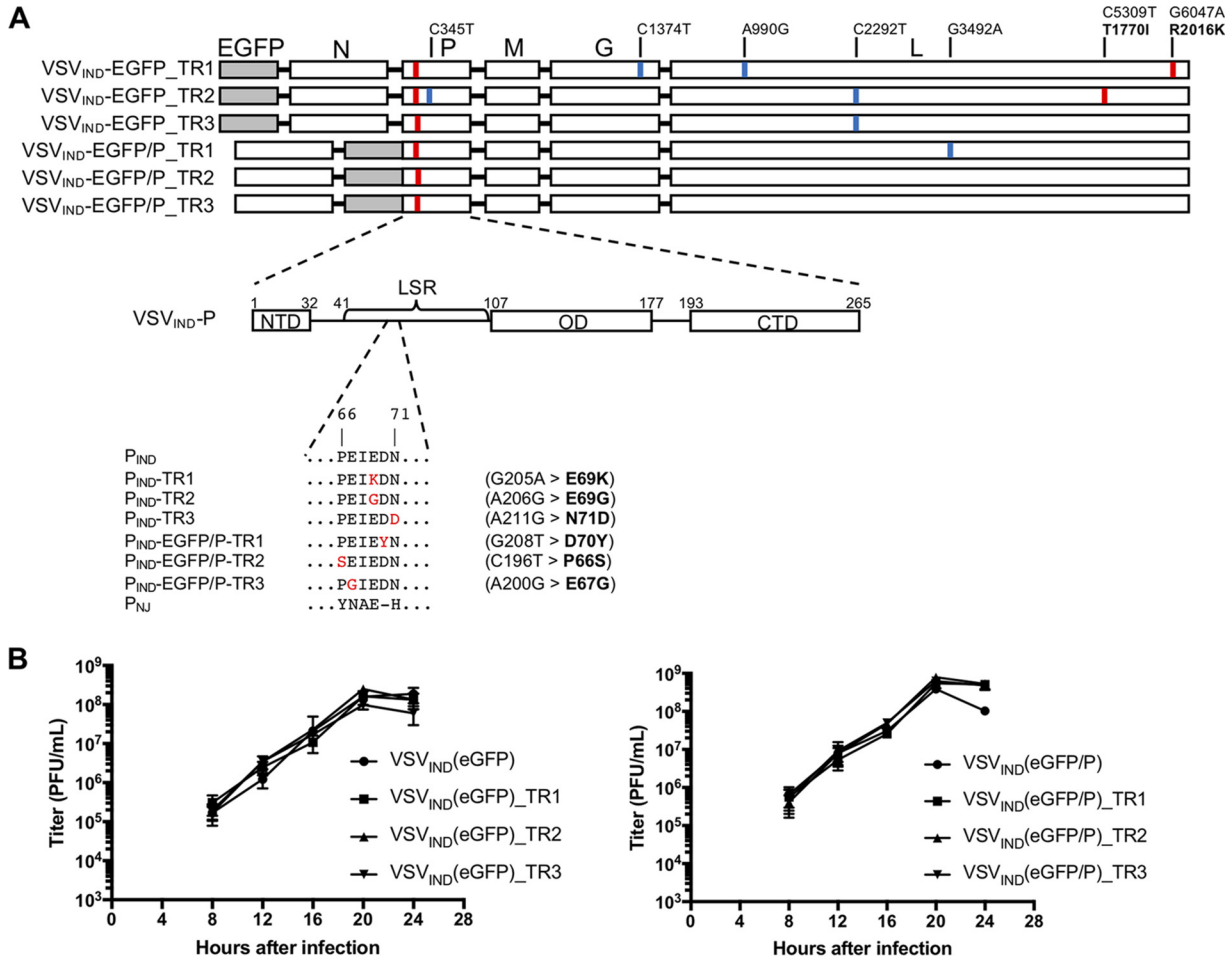 A
C5309T G6047A
C345T C1374T A990G C2292T G3492A T1770I R2016K
EGFP N P M G L
VSVIND-EGFP_TR1
VSVIND-EGFP_TR2
VSVIND-EGFP_TR3
VSVIND-EGFP/P_TR1
VSVIND-EGFP/P_TR2
VSVIND-EGFP/P_TR3
LSR
1 32 41 107 177 193 265
VSVIND-P NTD OD CTD
66 71
PIND ...PEIEDN...
PIND-TR1 ...PEIKDN... (G205A > E69K)
PIND-TR2 ...PEIGDN... (A206G > E69G)
PIND-TR3 ...PEIEDD... (A211G > N71D)
PIND-EGFP/P-TR1 ...PEIEYN... (G208T > D70Y)
PIND-EGFP/P-TR2 ...SEIEDN... (C196T > P66S)
PIND-EGFP/P-TR3 ...PGIEDN... (A200G > E67G)
PNJ ...YNAE-H...
B
Titer (PFU/mL)
10⁹
10⁸
10⁷
10⁶
10⁵
10⁴
10³
0 4 8 12 16 20 24 28
Hours after infection
VSVIND(eGFP)
VSVIND(eGFP)_TR1
VSVIND(eGFP)_TR2
VSVIND(eGFP)_TR3
Titer (PFU/mL)
10⁹
10⁸
10⁷
10⁶
10⁵
10⁴
10³
0 4 8 12 16 20 24 28
Hours after infection
VSVIND(eGFP/P)
VSVIND(eGFP/P)_TR1
VSVIND(eGFP/P)_TR2
VSVIND(eGFP/P)_TR3